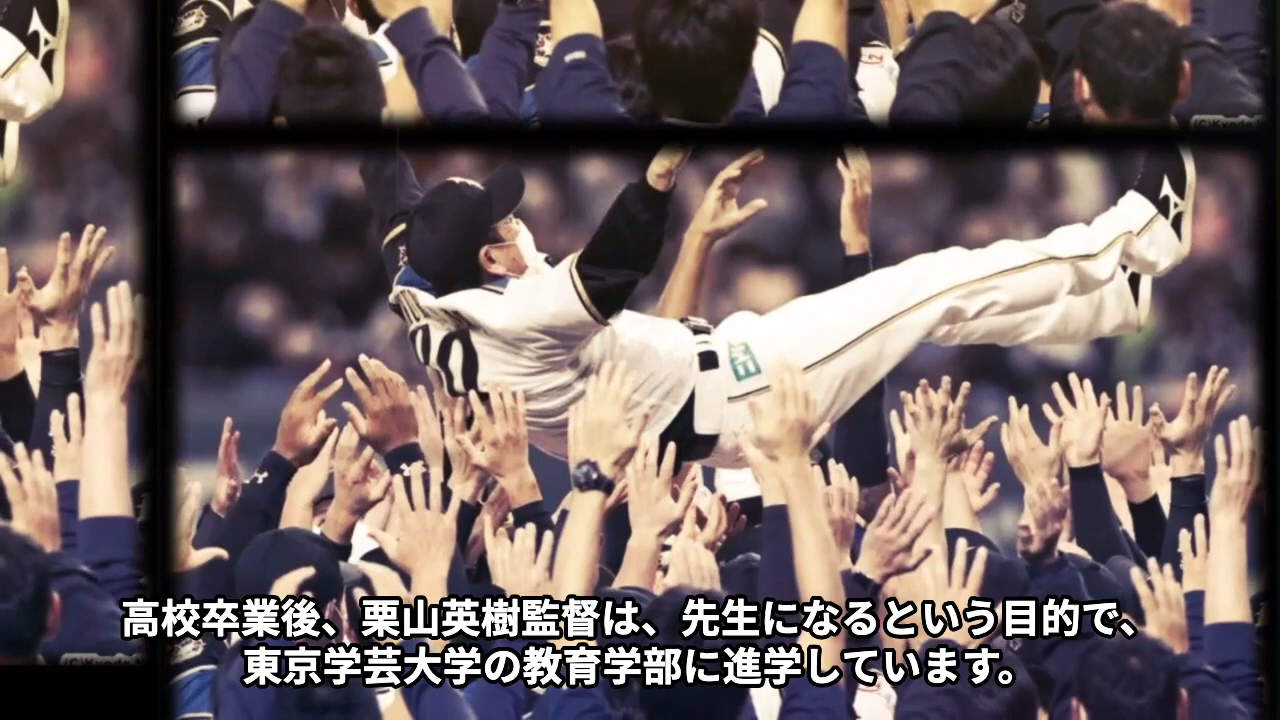 高校卒業後、栗山英樹監督は、先生になるという目的で、
東京学芸大学の教育学部に進学しています。